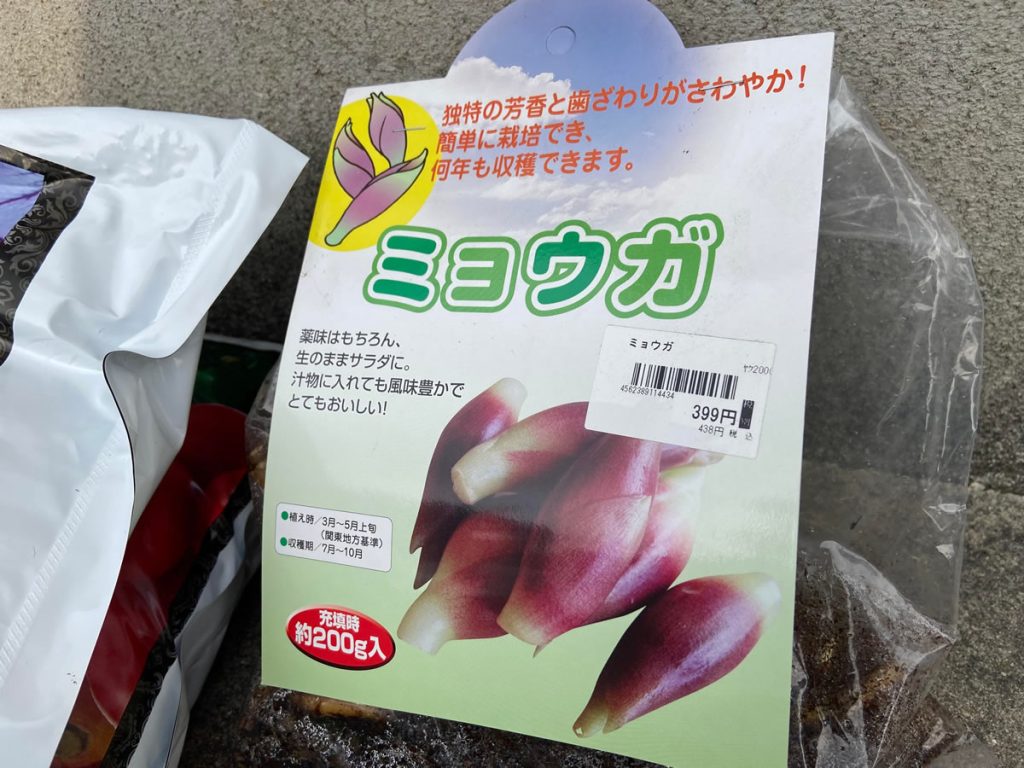 独特の芳香と歯ざわりがさわやか！
簡単に栽培でき、
何年も収穫できます。
ミョウガ
薬味はもちろん、
生のままサラダに。
汁物に入れても風味豊かで
とてもおいしい！
ミョウガ
4562389114434
399円
438円 税 込
●植え時／3月〜5月上旬
（関東地方基準）
●収穫期／7月〜10月
充填時
約200g入